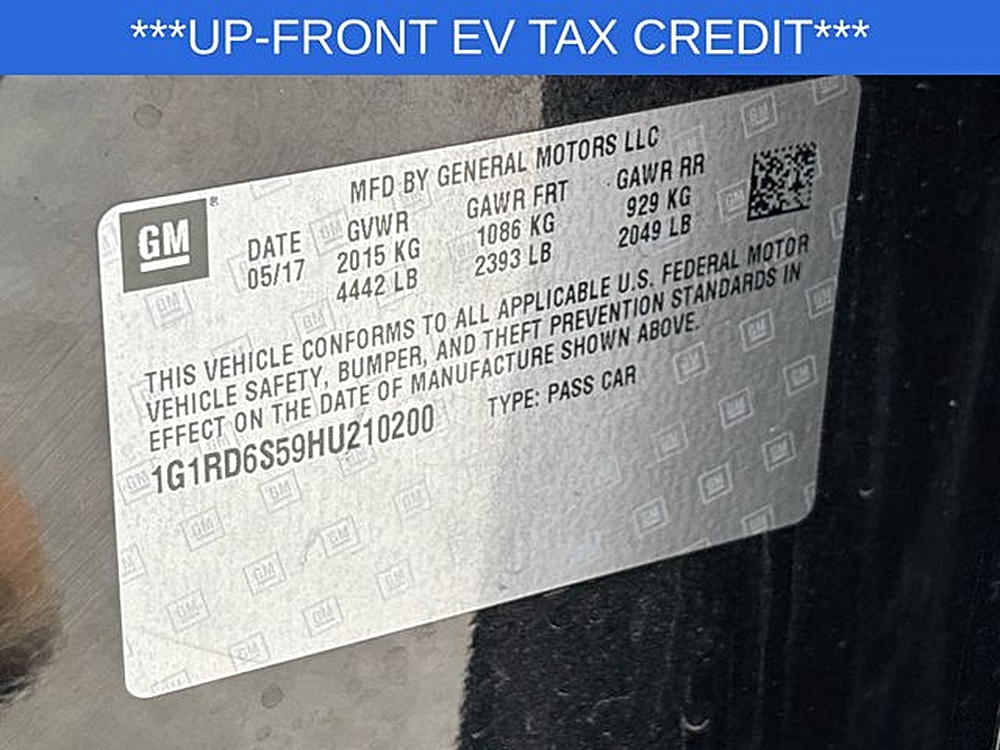 ***UP-FRONT EV TAX CREDIT***
MFD BY GENERAL MOTORS LLC
GM ®
DATE GVWR GAWR FRT GAWR RR
05/17 2015 KG 1086 KG 929 KG
4442 LB 2393 LB 2049 LB
THIS VEHICLE CONFORMS TO ALL APPLICABLE U.S. FEDERAL MOTOR
VEHICLE SAFETY, BUMPER, AND THEFT PREVENTION STANDARDS IN
EFFECT ON THE DATE OF MANUFACTURE SHOWN ABOVE.
1G1RD6S59HU210200 TYPE: PASS CAR